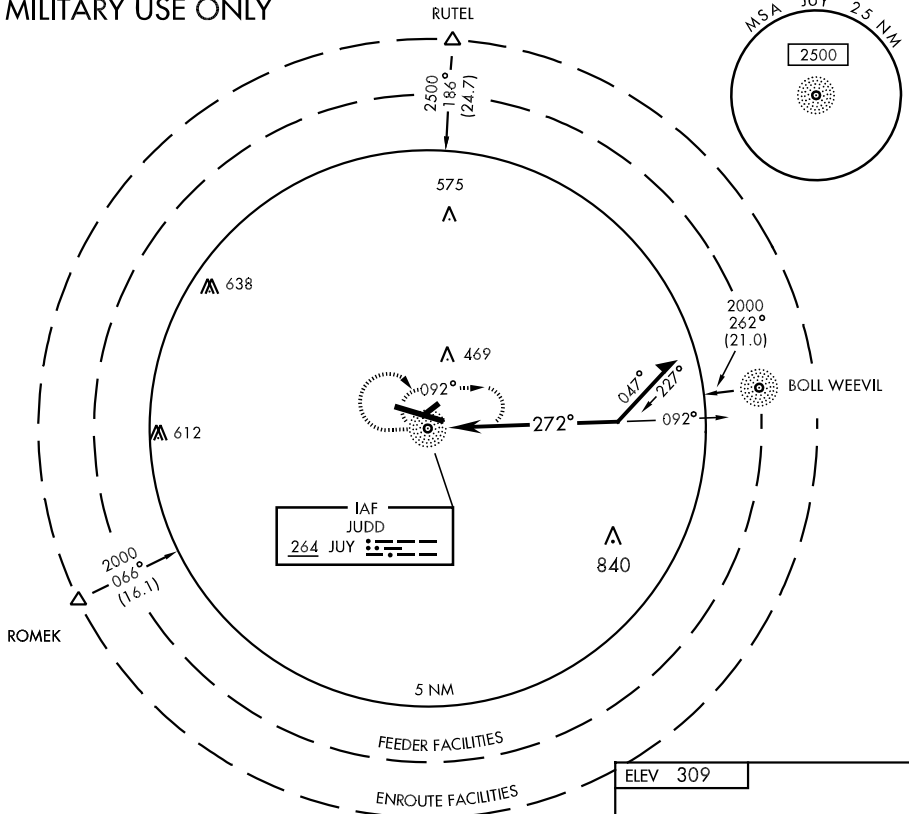 MILITARY USE ONLY
RUTEL
MSA JUY 25 NM
2500
2500
186°
(24.7)
575
638
469
092°
047°
227°
2000
262°
(21.0)
BOLL WEEVIL
272°
092°
612
IAF
JUDD
264 JUY
840
2000
066°
(16.1)
ROMEK
5 NM
FEEDER FACILITIES
ENROUTE FACILITIES
ELEV 309